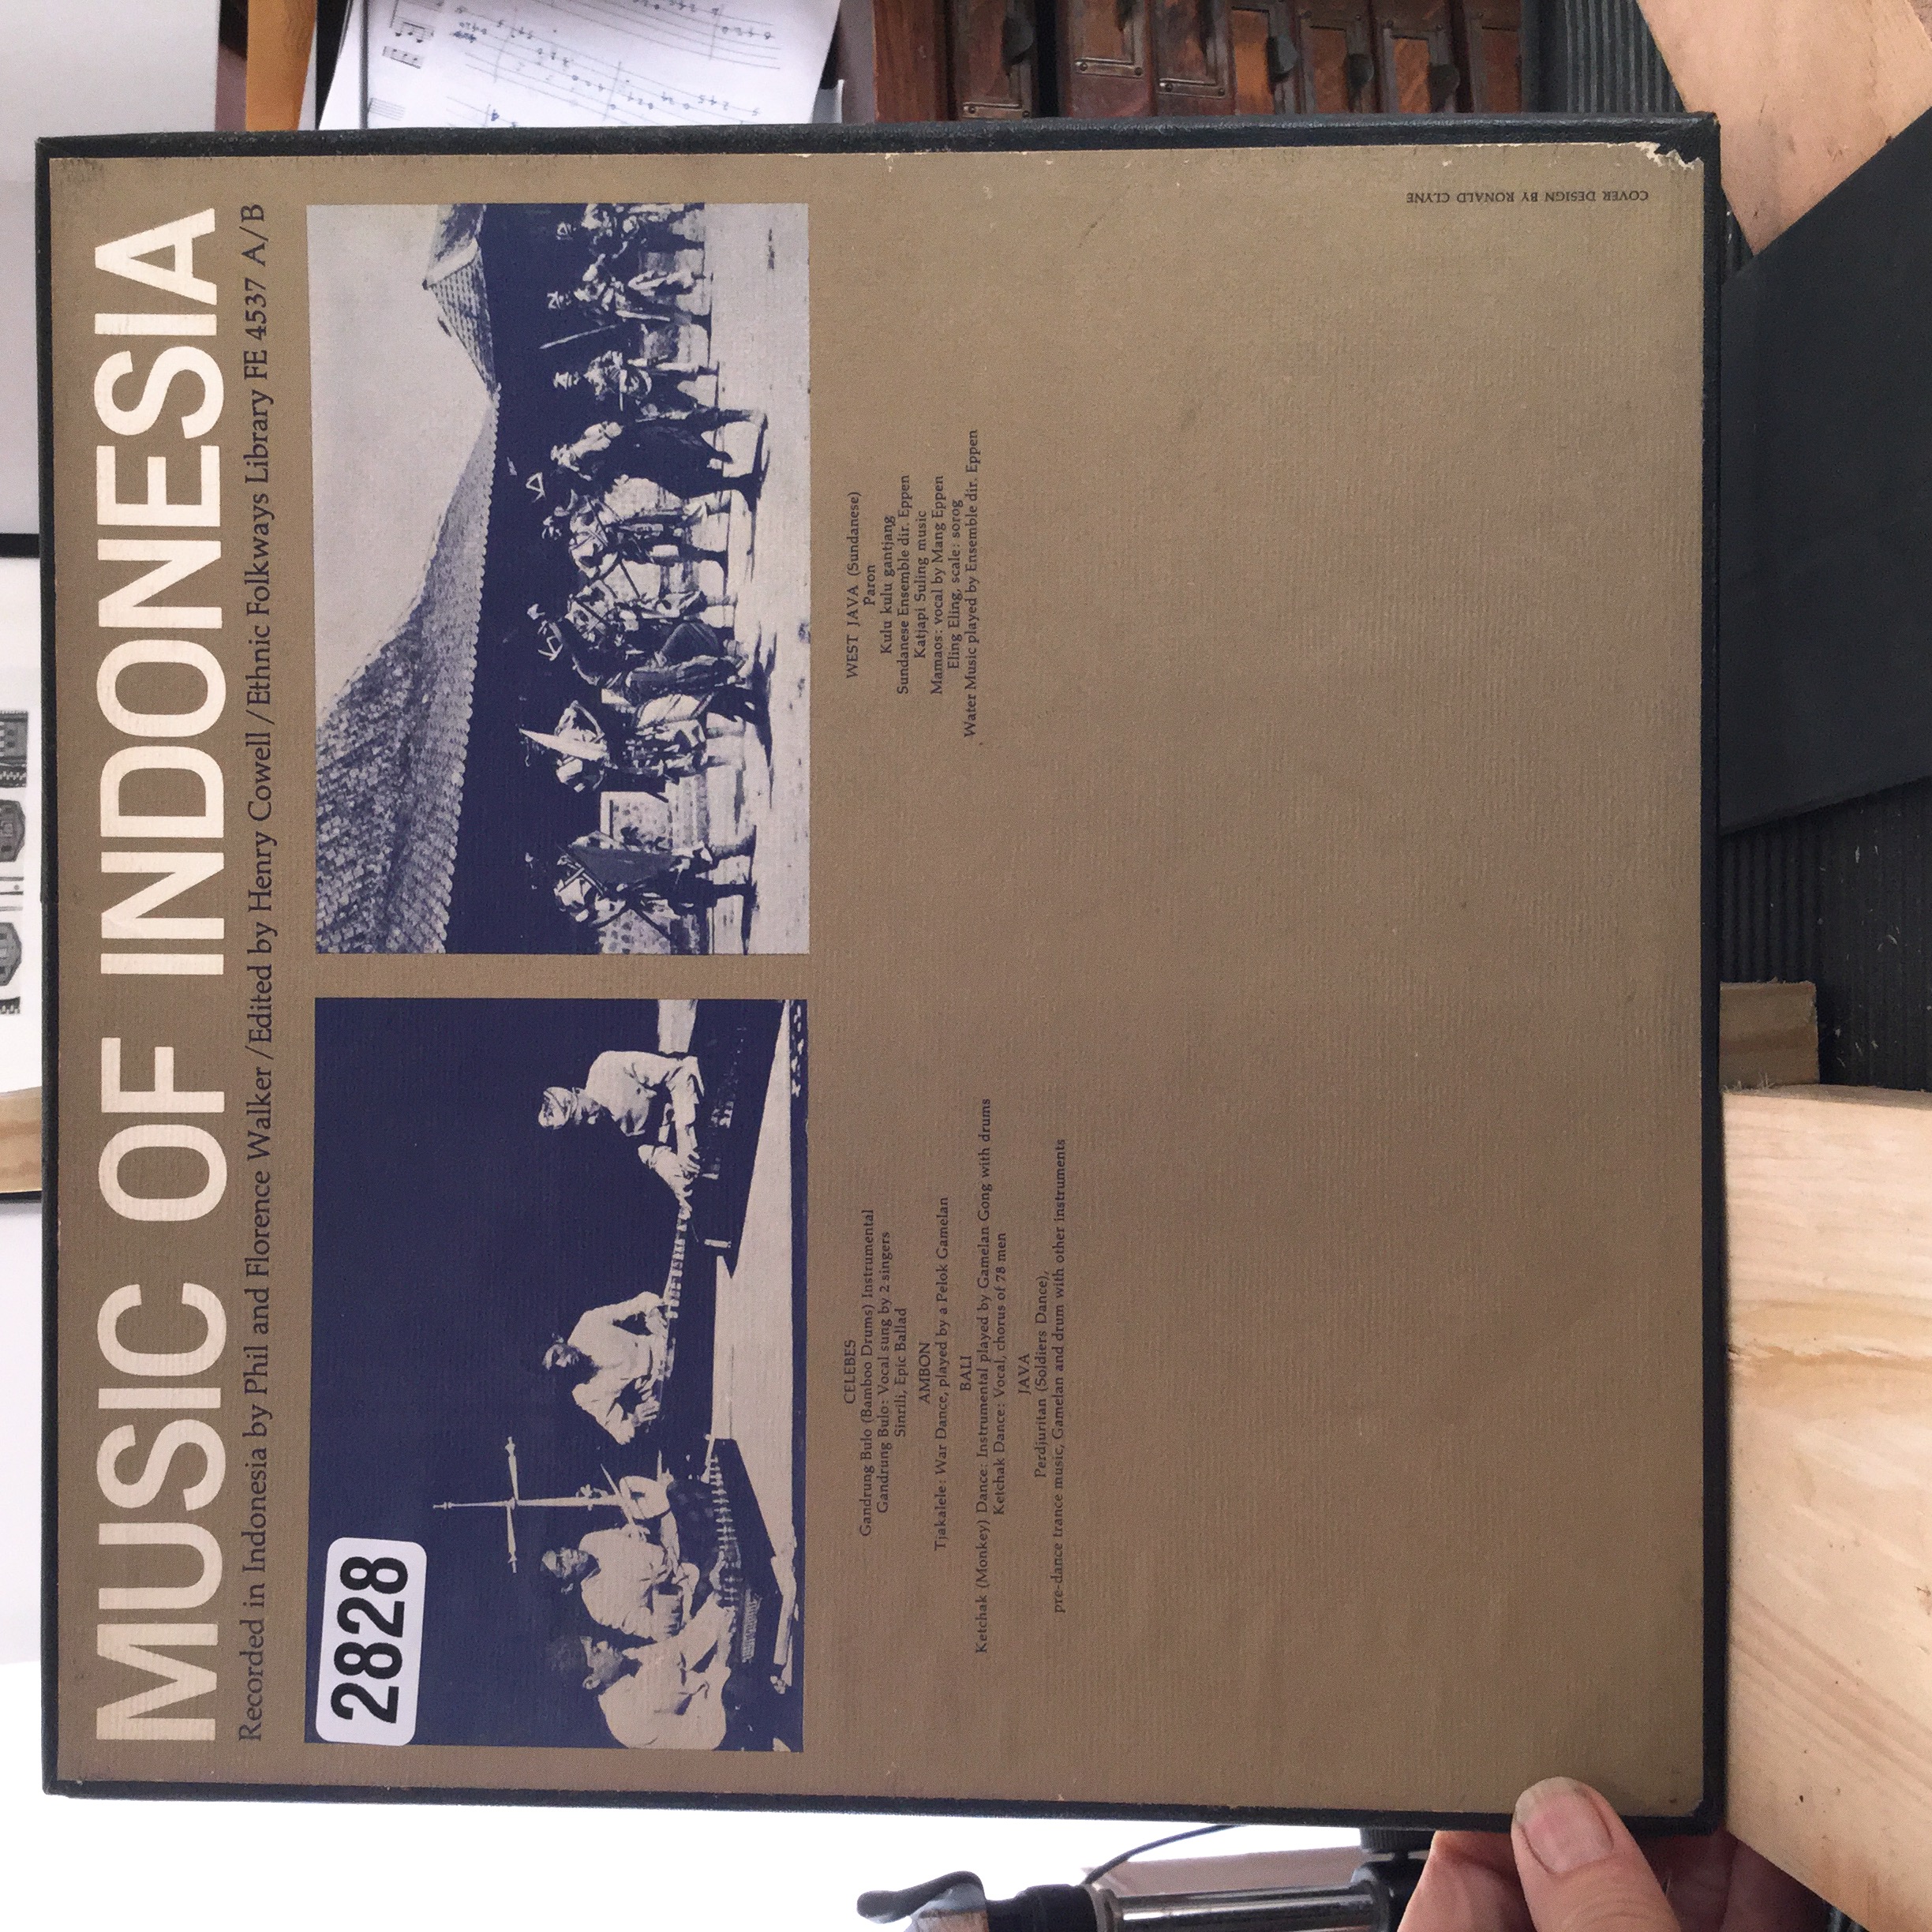 MUSIC OF INDONESIA
Recorded in Indonesia by Phil and Florence Walker/Edited by Henry Cowell/Ethnic Folkways Library FE 4537 A/B
2828
CELEBES
Gandrung Bulo (Bamboo Drums) Instrumental
Gandrung Bulo: Vocal sung by 2 singers
Sinrili, Epic Ballad
AMBON
Tjakalele: War Dance, played by a Pelok Gamelan
BALI
Ketchak (Monkey) Dance: Instrumental played by Gamelan Gong with drums
Ketchak Dance: Vocal, chorus of 78 men
JAVA
Perdjuritan (Soldiers Dance),
pre-dance trance music, Gamelan and drum with other instruments
WEST JAVA (Sundanese)
Paron
Kulu kulu gantjang
Sundanese Ensemble dir. Eppen
Katjapi Suling music
Mamaos: vocal by Mang Eppen
Eling Eling, scale: sorog
Water Music played by Ensemble dir. Eppen
COVER DESIGN BY RONALD CLYNE